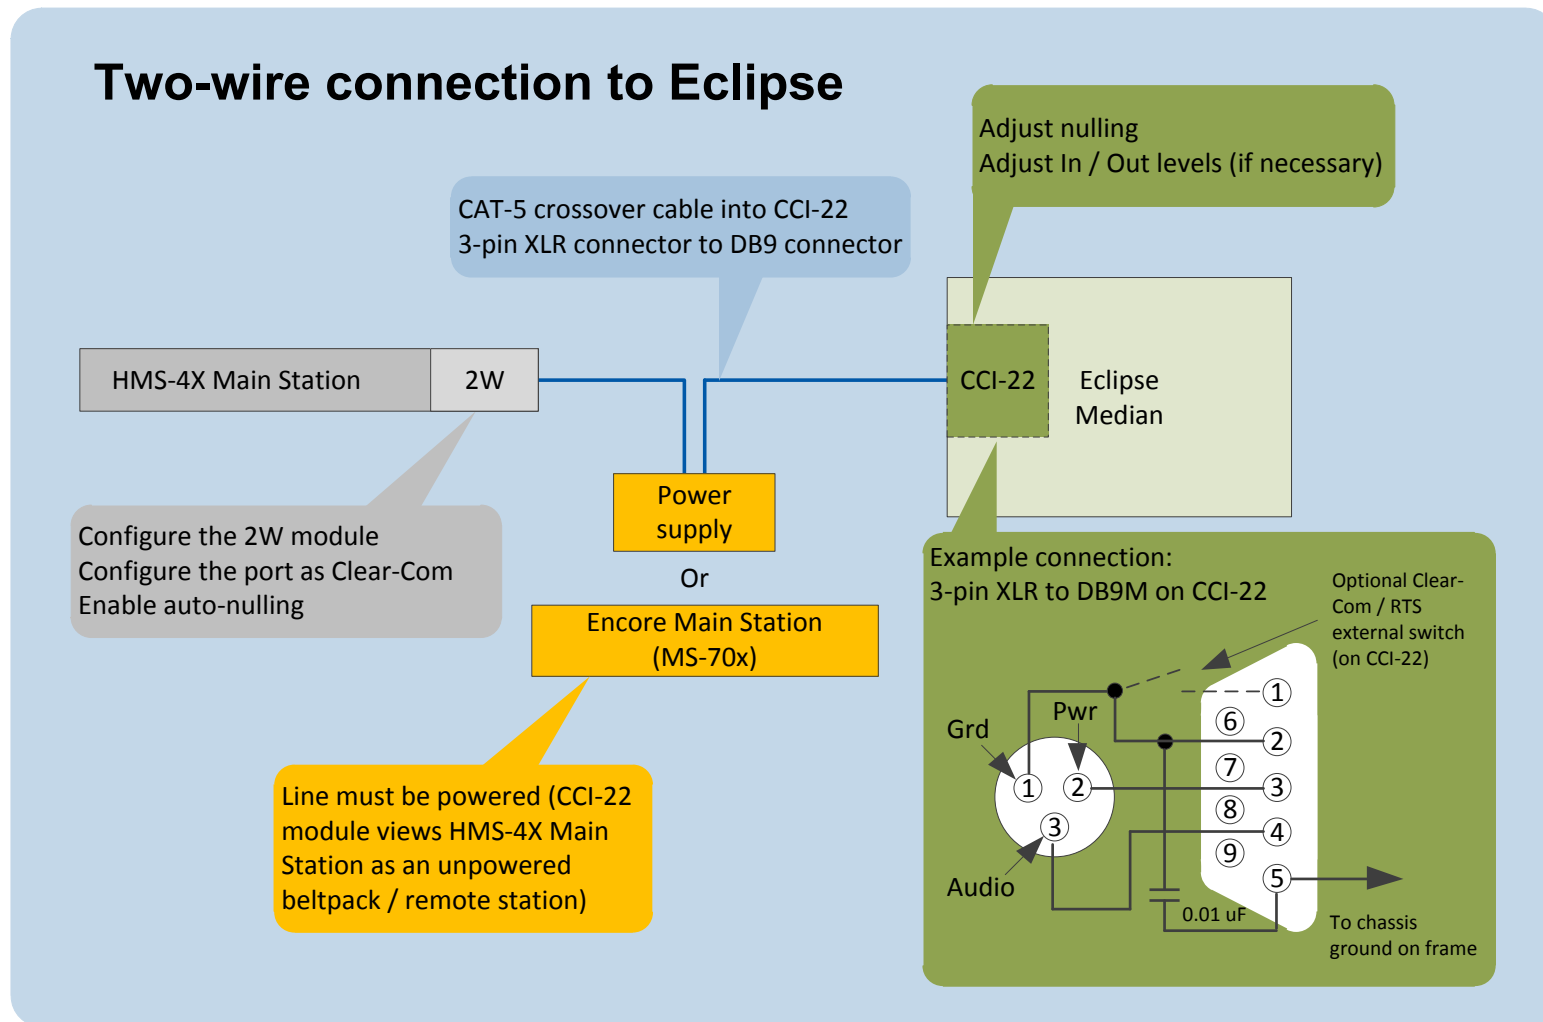 Two-wire connection to Eclipse
Adjust nulling
Adjust In / Out levels (if necessary)
CAT-5 crossover cable into CCI-22
3-pin XLR connector to DB9 connector
HMS-4X Main Station
2W
CCI-22
Eclipse
Median
Configure the 2W module
Configure the port as Clear-Com
Enable auto-nulling
Power
supply
Or
Encore Main Station
(MS-70x)
Line must be powered (CCI-22
module views HMS-4X Main
Station as an unpowered
beltpack / remote station)
Example connection:
3-pin XLR to DB9M on CCI-22
Optional Clear-
Com / RTS
external switch
(on CCI-22)
Grd
Pwr
Audio
1
2
3
1
6
2
7
3
8
4
9
5
0.01 uF
To chassis
ground on frame